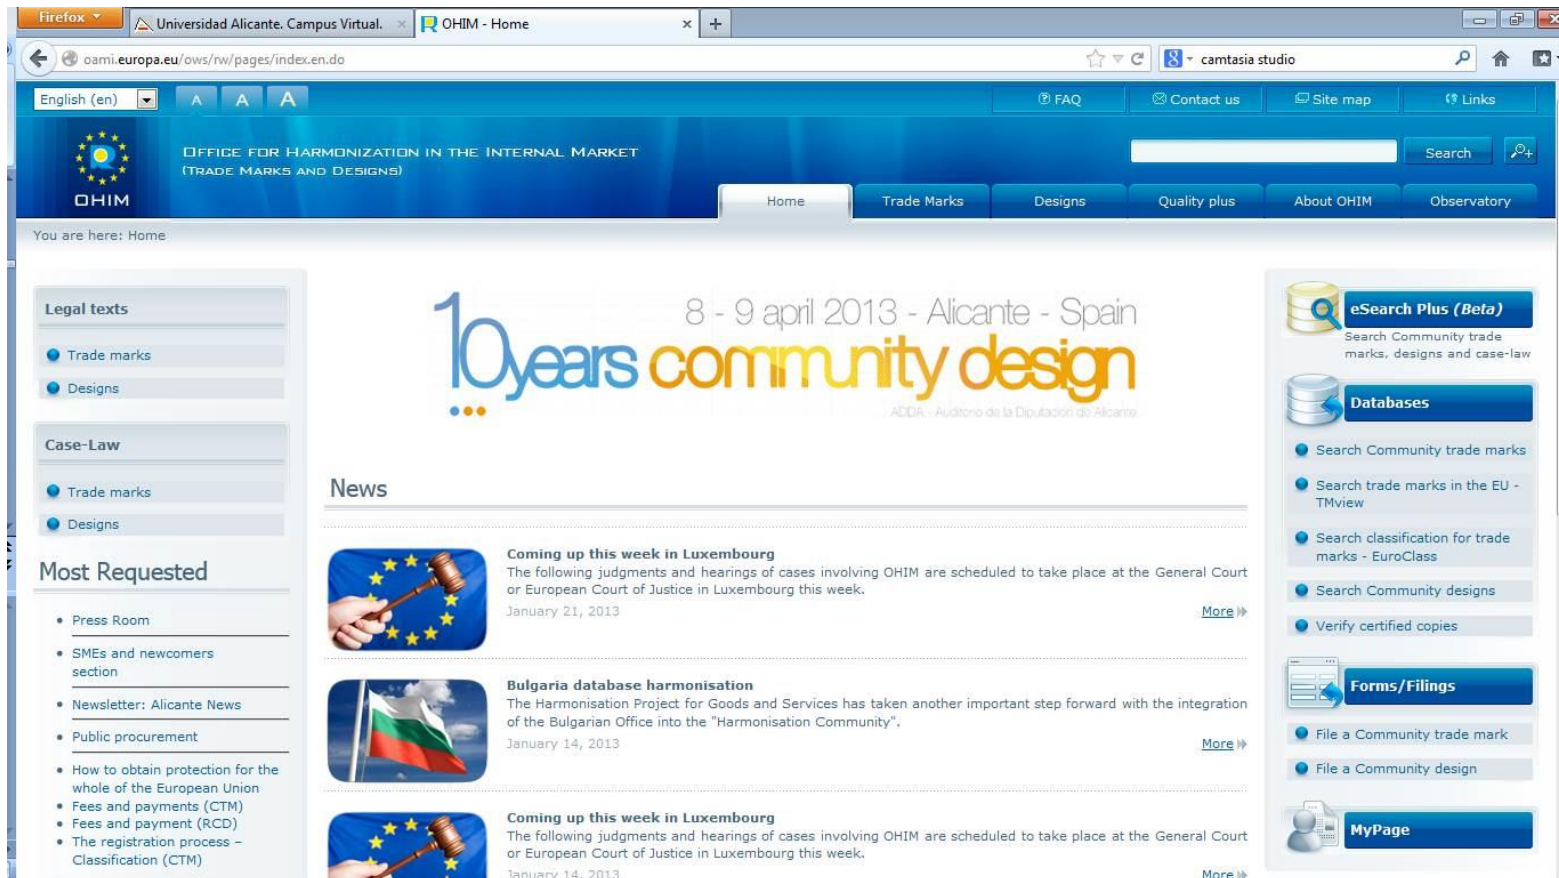 Firefox
Universidad Alicante. Campus Virtual.
OHIM - Home
oami.europa.eu/ows/rw/pages/index.en.do
camtasia studio
English (en)
A A A
FAQ
Contact us
Site map
Links
OHIM
OFFICE FOR HARMONIZATION IN THE INTERNAL MARKET
(TRADE MARKS AND DESIGNS)
Search
Home
Trade Marks
Designs
Quality plus
About OHIM
Observatory
You are here: Home
Legal texts
Trade marks
Designs
Case-Law
Trade marks
Designs
Most Requested
Press Room
SMEs and newcomers
section
Newsletter: Alicante News
Public procurement
How to obtain protection for the
whole of the European Union
Fees and payments (CTM)
Fees and payment (RCD)
The registration process –
Classification (CTM)
8 - 9 april 2013 - Alicante - Spain
10years community design
ADDA - Auditorio de la Diputación de Alicante
News
Coming up this week in Luxembourg
The following judgments and hearings of cases involving OHIM are scheduled to take place at the General Court
or European Court of Justice in Luxembourg this week.
January 21, 2013
More
Bulgaria database harmonisation
The Harmonisation Project for Goods and Services has taken another important step forward with the integration
of the Bulgarian Office into the "Harmonisation Community".
January 14, 2013
More
Coming up this week in Luxembourg
The following judgments and hearings of cases involving OHIM are scheduled to take place at the General Court
or European Court of Justice in Luxembourg this week.
January 14, 2013
More
eSearch Plus (Beta)
Search Community trade
marks, designs and case-law
Databases
Search Community trade marks
Search trade marks in the EU -
TMview
Search classification for trade
marks - EuroClass
Search Community designs
Verify certified copies
Forms/Filings
File a Community trade mark
File a Community design
MyPage